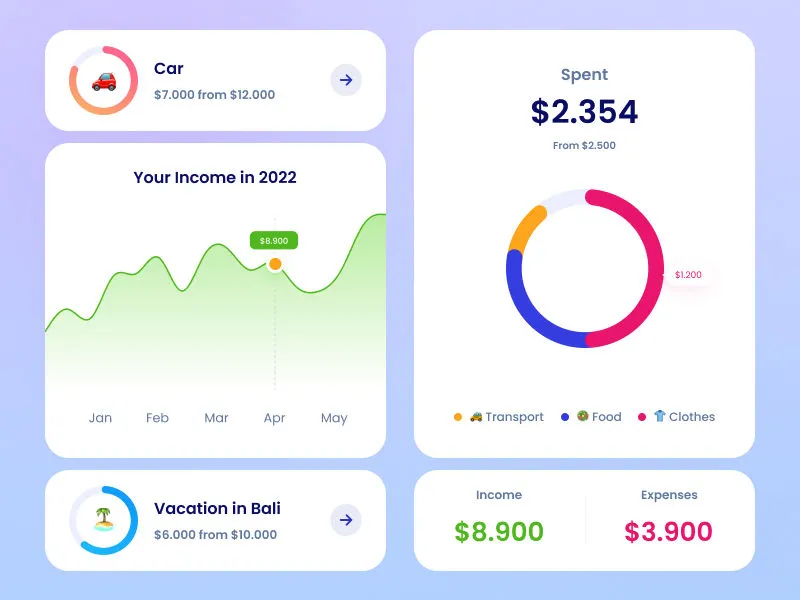 Car
$7.000 from $12.000
Your Income in 2022
$8.900
Jan Feb Mar Apr May
Vacation in Bali
$6.000 from $10.000
Spent
$2.354
From $2.500
$1.200
Transport Food Clothes
Income Expenses
$8.900 $3.900